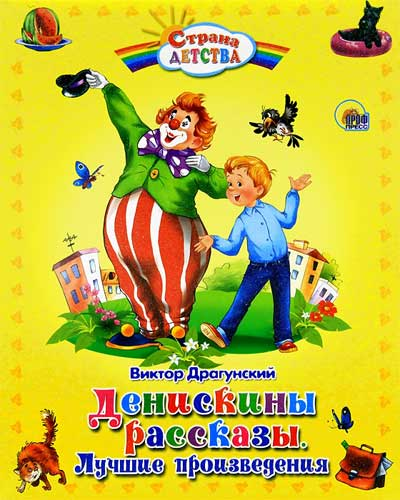 Страна
ДЕТСТВА
ПРОФ
ПРЕСС
Виктор Драгунский
Денискины
рассказы.
Лучшие произведения